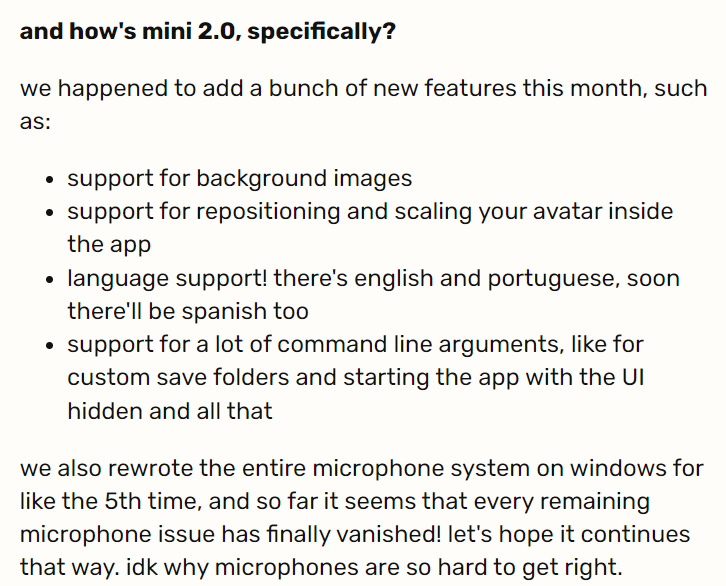 and how's mini 2.0, specifically?
we happened to add a bunch of new features this month, such
as:
• support for background images
• support for repositioning and scaling your avatar inside
the app
• language support! there's english and portuguese, soon
there'll be spanish too
• support for a lot of command line arguments, like for
custom save folders and starting the app with the UI
hidden and all that
we also rewrote the entire microphone system on windows for
like the 5th time, and so far it seems that every remaining
microphone issue has finally vanished! let's hope it continues
that way. idk why microphones are so hard to get right.